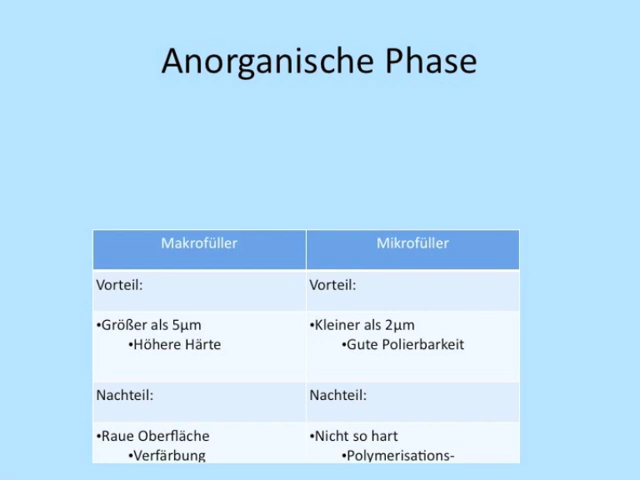 Anorganische Phase
Makrofüller
Mikrofüller
Vorteil:
Vorteil:
•Größer als 5µm
•Höhere Härte
•Kleiner als 2µm
•Gute Polierbarkeit
Nachteil:
Nachteil:
•Raue Oberfläche
•Verfärbung
•Nicht so hart
•Polymerisations-